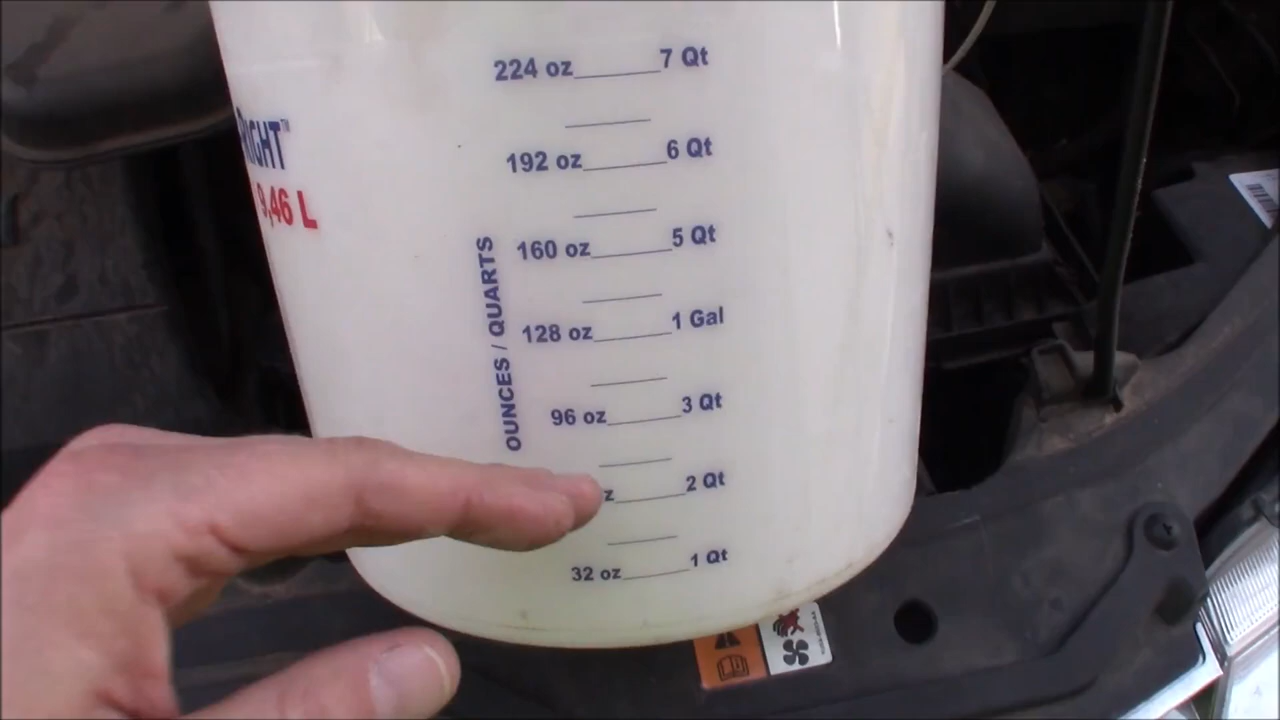 224 oz 7 Qt
RIGHT™
192 oz 6 Qt
9,46 L
160 oz 5 Qt
OUNCES / QUARTS
128 oz 1 Gal
96 oz 3 Qt
z 2 Qt
32 oz 1 Qt